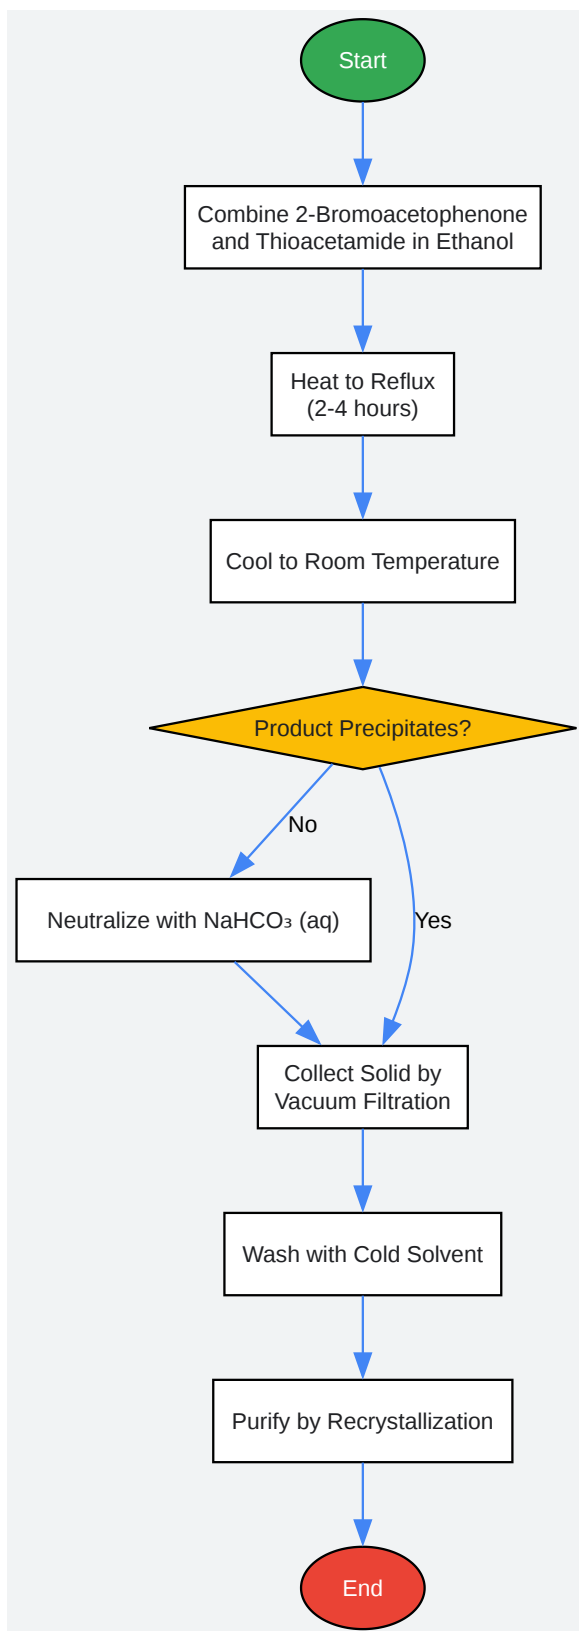 Start
Combine 2-Bromoacetophenone
and Thioacetamide in Ethanol
Heat to Reflux
(2-4 hours)
Cool to Room Temperature
Product Precipitates?
No
Neutralize with NaHCO₃ (aq)
Yes
Collect Solid by
Vacuum Filtration
Wash with Cold Solvent
Purify by Recrystallization
End